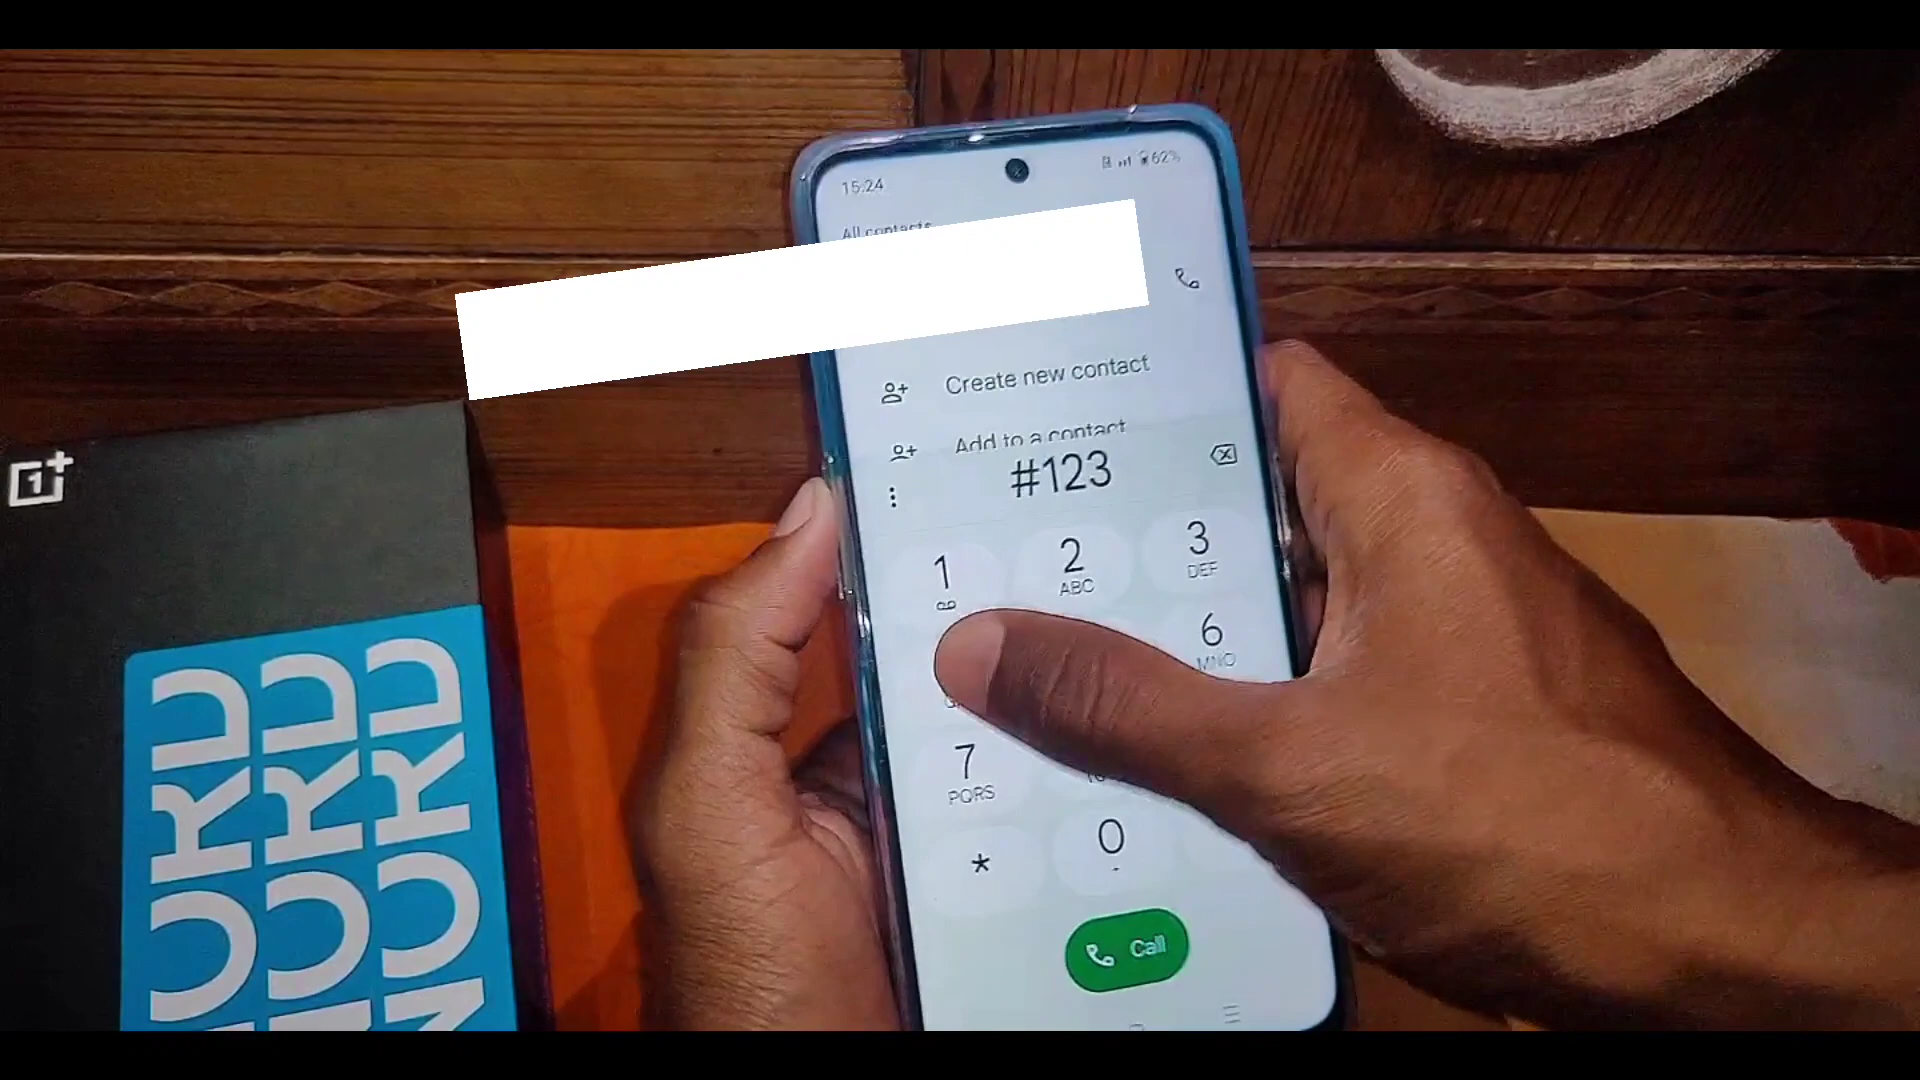 15:24
62%
All contacts
Create new contact
Add to a contact
#123
1
2
ABC
3
DEF
6
MNO
7
PQRS
*
0
Call
1+
NORD
NORD
NORD